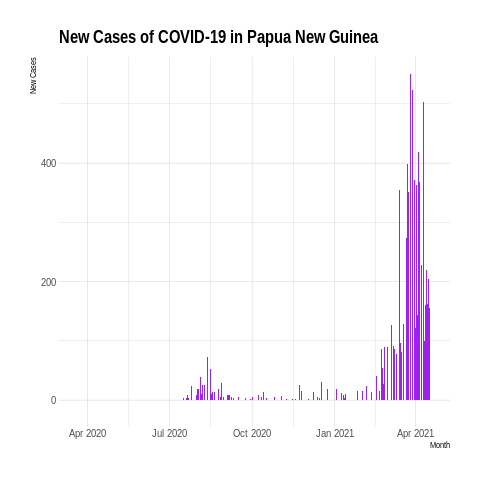 New Cases of COVID-19 in Papua New Guinea
New Cases
400
200
0
Apr 2020 Jul 2020 Oct 2020 Jan 2021 Apr 2021
Month